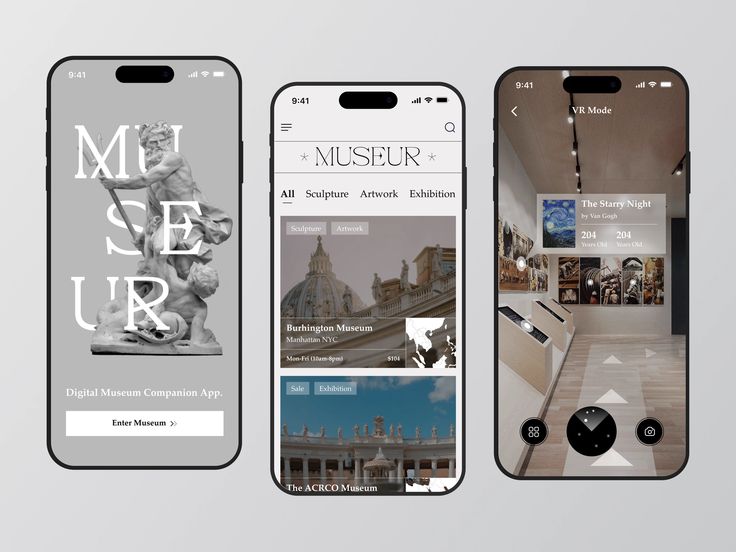 9:41
MU
SE
UR
Digital Museum Companion App.
Enter Museum
9:41
* MUSEUR *
All Sculpture Artwork Exhibition
Sculpture Artwork
Burhington Museum
Manhattan NYC
Mon-Fri (10am-8pm) $104
Sale Exhibition
The ACRCO Museum
9:41
VR Mode
The Starry Night
by Van Gogh
204 204
Years Old Years Old